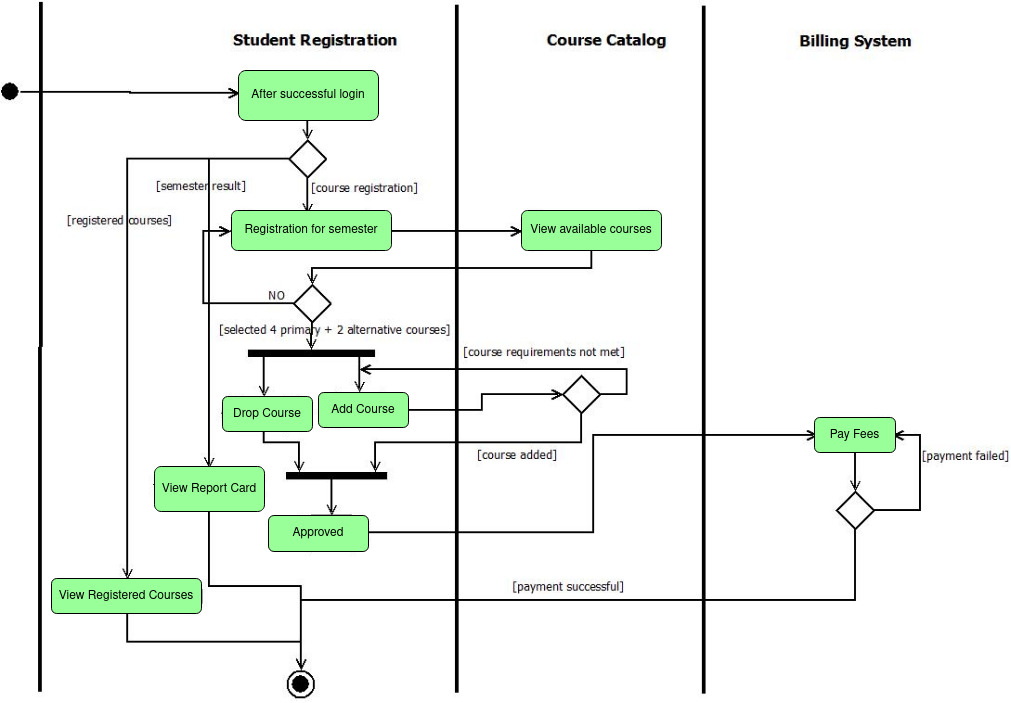 Student Registration
Course Catalog
Billing System
After successful login
[semester result]
[course registration]
[registered courses]
Registration for semester
View available courses
NO
[selected 4 primary + 2 alternative courses]
[course requirements not met]
Drop Course
Add Course
Pay Fees
[course added]
[payment failed]
View Report Card
Approved
[payment successful]
View Registered Courses